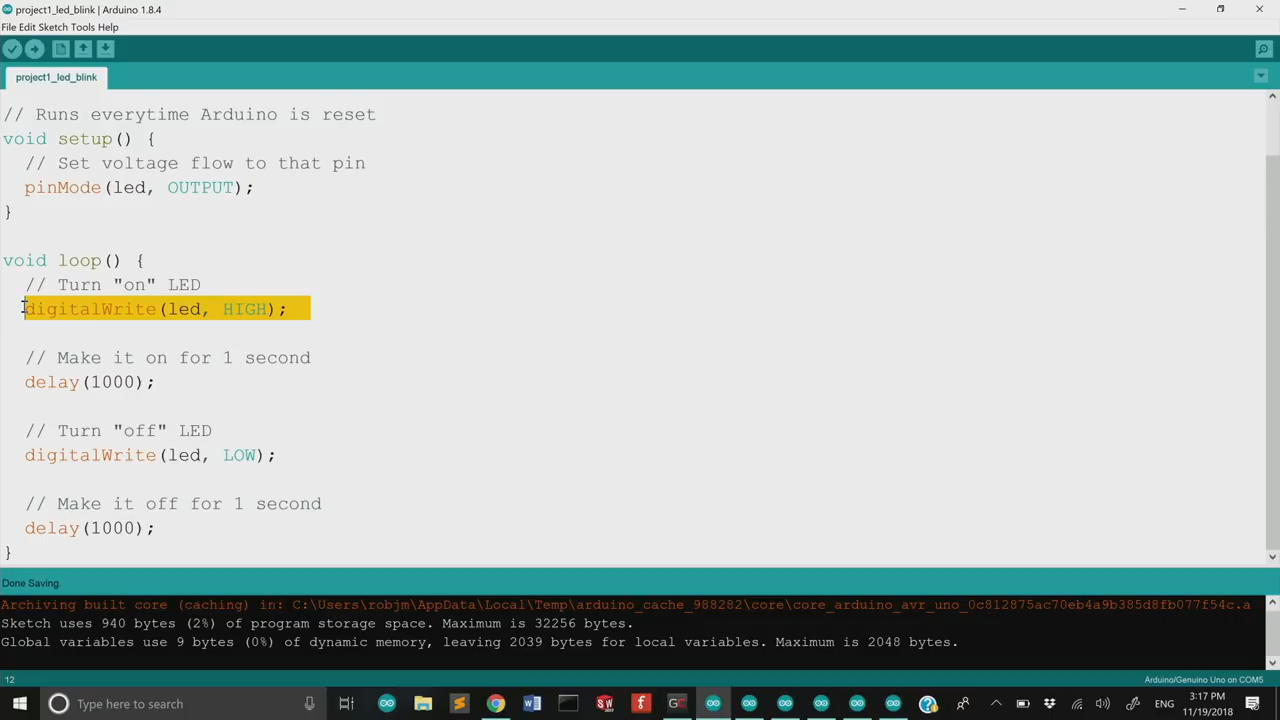 project1_led_blink | Arduino 1.8.4
File Edit Sketch Tools Help
project1_led_blink
// Runs everytime Arduino is reset
void setup() {
// Set voltage flow to that pin
pinMode(led, OUTPUT);
}
void loop() {
// Turn "on" LED
digitalWrite(led, HIGH);
// Make it on for 1 second
delay(1000);
// Turn "off" LED
digitalWrite(led, LOW);
// Make it off for 1 second
delay(1000);
}
Done Saving.
Archiving built core (caching) in: C:\Users\robjm\AppData\Local\Temp\arduino_cache_988282\core\core_arduino_avr_uno_0c812875ac70eb4a9b385d8fb077f54c.a
Sketch uses 940 bytes (2%) of program storage space. Maximum is 32256 bytes.
Global variables use 9 bytes (0%) of dynamic memory, leaving 2039 bytes for local variables. Maximum is 2048 bytes.
12
Arduino/Genuino Uno on COM5
Type here to search
ENG
3:17 PM
11/19/2018